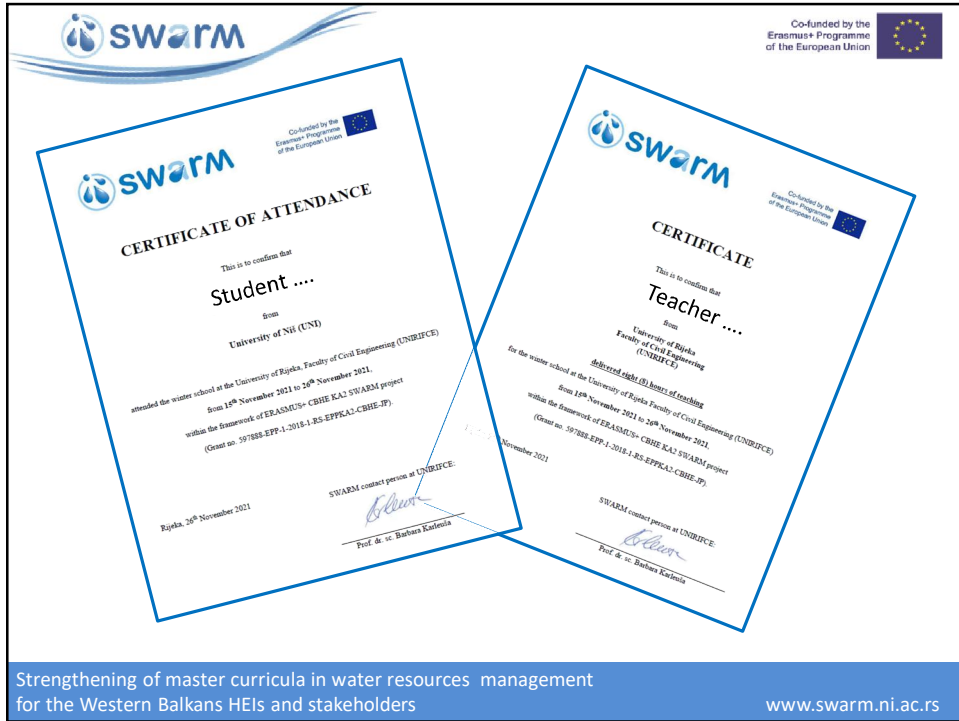 swarm
Co-funded by the
Erasmus+ Programme
of the European Union
swarm
Co-funded by the
Erasmus+ Programme
of the European Union
CERTIFICATE OF ATTENDANCE
This is to confirm that
Student ....
from
University of Niš (UNI)
attended the winter school at the University of Rijeka, Faculty of Civil Engineering (UNIRIFCE)
from 15th November 2021 to 26th November 2021,
within the framework of ERASMUS+ CBHE KA2 SWARM project
(Grant no. 597888-EPP-1-2018-1-RS-EPPKA2-CBHE-JP).
Rijeka, 26th November 2021
SWARM contact person at UNIRIFCE:
Prof. dr. sc. Barbara Karleuša
swarm
Co-funded by the
Erasmus+ Programme
of the European Union
CERTIFICATE
This is to confirm that
Teacher ....
from
University of Rijeka
Faculty of Civil Engineering
(UNIRIFCE)
delivered eight (8) hours of teaching
for the winter school at the University of Rijeka Faculty of Civil Engineering (UNIRIFCE)
from 15th November 2021 to 26th November 2021,
within the framework of ERASMUS+ CBHE KA2 SWARM project
(Grant no. 597888-EPP-1-2018-1-RS-EPPKA2-CBHE-JP).
November 2021
SWARM contact person at UNIRIFCE:
Prof. dr. sc. Barbara Karleuša
Strengthening of master curricula in water resources management
for the Western Balkans HEIs and stakeholders
www.swarm.ni.ac.rs